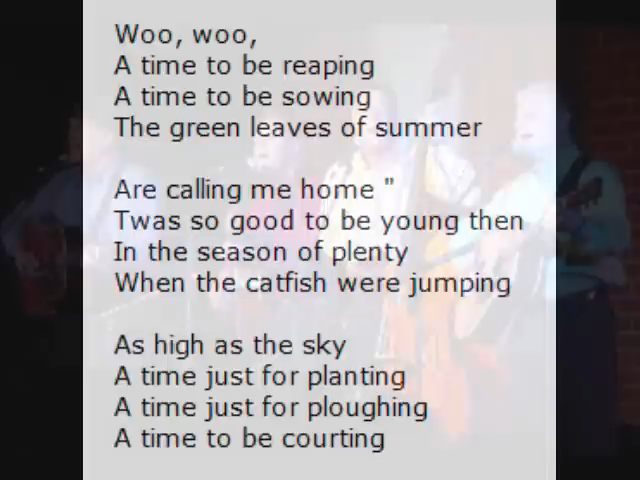 Woo, woo,
A time to be reaping
A time to be sowing
The green leaves of summer
Are calling me home "
Twas so good to be young then
In the season of plenty
When the catfish were jumping
As high as the sky
A time just for planting
A time just for ploughing
A time to be courting